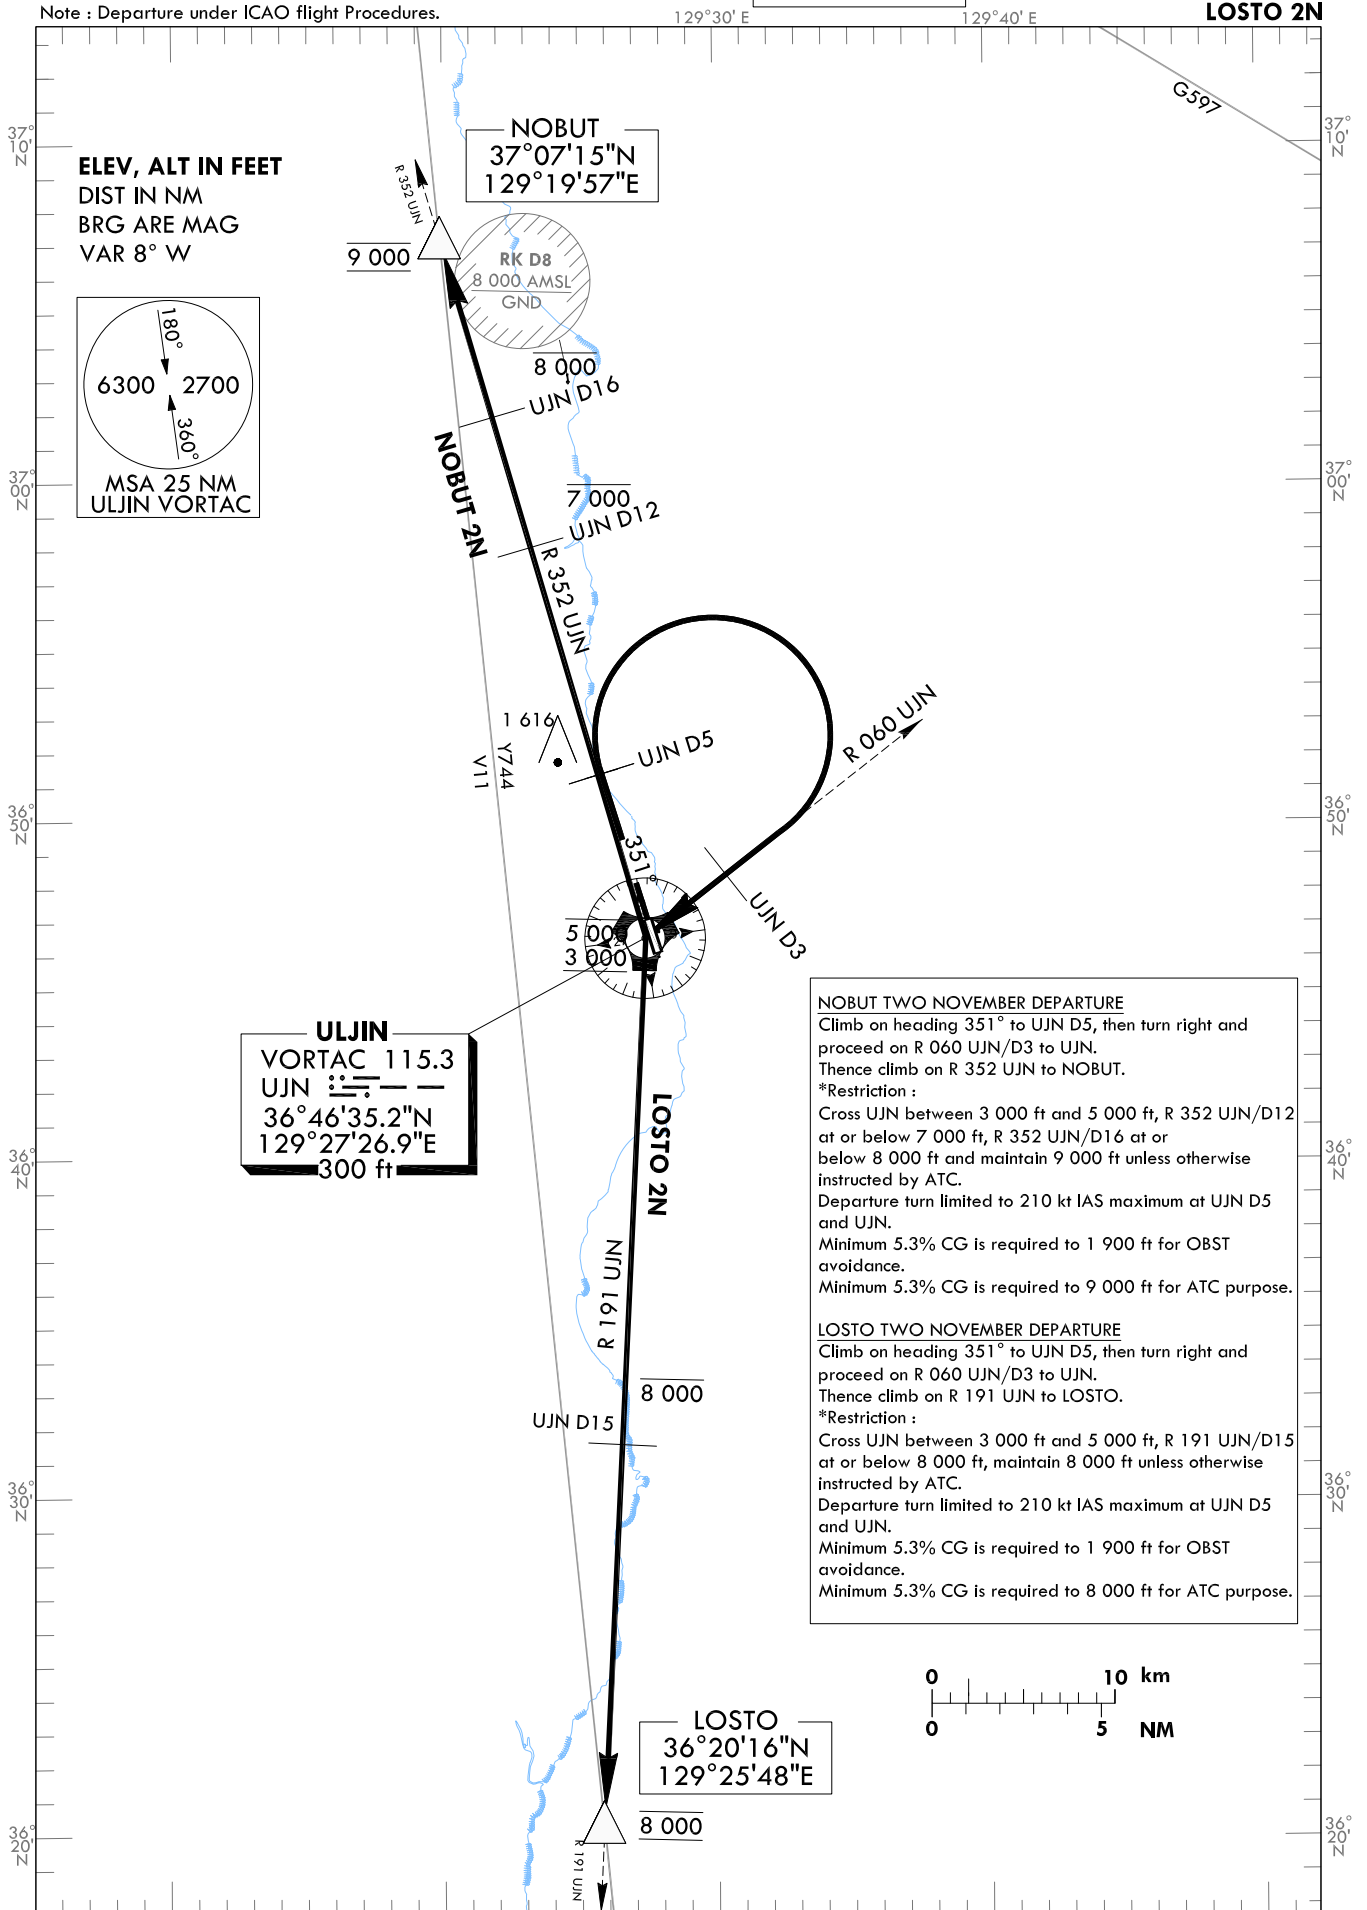 Note : Departure under ICAO flight Procedures.
129°30' E
129°40' E
LOSTO 2N
G597
37°
10'
N
37°
10'
N
ELEV, ALT IN FEET
DIST IN NM
BRG ARE MAG
VAR 8° W
NOBUT
37°07'15"N
129°19'57"E
R 352 UJN
9 000
RK D8
8 000 AMSL
GND
180°
6300 2700
360°
MSA 25 NM
ULJIN VORTAC
8 000
UJN D16
NOBUT 2N
37°
00'
N
37°
00'
N
7 000
UJN D12
R 352 UJN
1 616
UJN D5
R 060 UJN
Y744
V11
36°
50'
N
36°
50'
N
351°
UJN D3
5 000
3 000
ULJIN
VORTAC 115.3
UJN
36°46'35.2"N
129°27'26.9"E
300 ft
LOSTO 2N
36°
40'
N
36°
40'
N
NOBUT TWO NOVEMBER DEPARTURE
Climb on heading 351° to UJN D5, then turn right and
proceed on R 060 UJN/D3 to UJN.
Thence climb on R 352 UJN to NOBUT.
*Restriction :
Cross UJN between 3 000 ft and 5 000 ft, R 352 UJN/D12
at or below 7 000 ft, R 352 UJN/D16 at or
below 8 000 ft and maintain 9 000 ft unless otherwise
instructed by ATC.
Departure turn limited to 210 kt IAS maximum at UJN D5
and UJN.
Minimum 5.3% CG is required to 1 900 ft for OBST
avoidance.
Minimum 5.3% CG is required to 9 000 ft for ATC purpose.
LOSTO TWO NOVEMBER DEPARTURE
Climb on heading 351° to UJN D5, then turn right and
proceed on R 060 UJN/D3 to UJN.
Thence climb on R 191 UJN to LOSTO.
*Restriction :
Cross UJN between 3 000 ft and 5 000 ft, R 191 UJN/D15
at or below 8 000 ft, maintain 8 000 ft unless otherwise
instructed by ATC.
Departure turn limited to 210 kt IAS maximum at UJN D5
and UJN.
Minimum 5.3% CG is required to 1 900 ft for OBST
avoidance.
Minimum 5.3% CG is required to 8 000 ft for ATC purpose.
R 191 UJN
8 000
UJN D15
36°
30'
N
36°
30'
N
0 10 km
0 5 NM
LOSTO
36°20'16"N
129°25'48"E
8 000
R 191 UJN
36°
20'
N
36°
20'
N